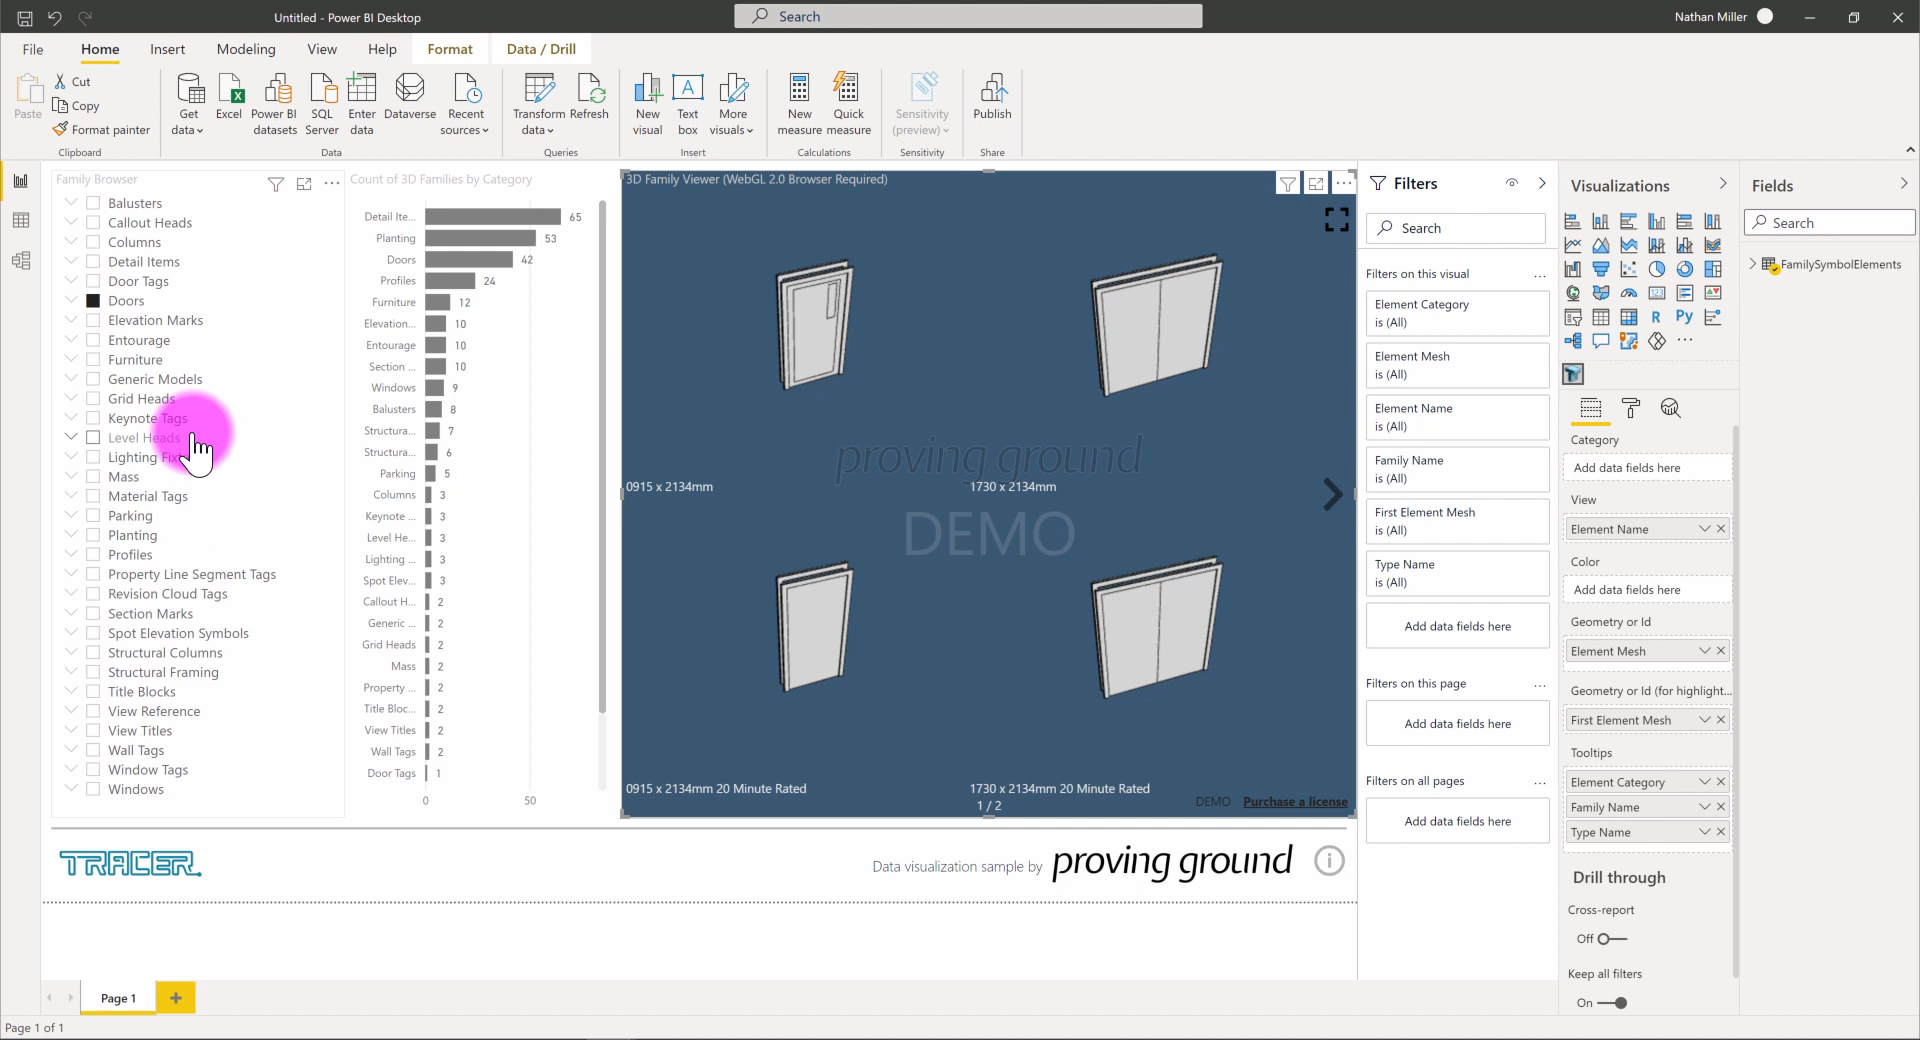 Untitled - Power BI Desktop
Search
Nathan Miller
File
Home
Insert
Modeling
View
Help
Format
Data / Drill
Paste
Cut
Copy
Format painter
Clipboard
Get data
Excel
Power BI datasets
SQL Server
Enter data
Dataverse
Recent sources
Data
Transform data
Refresh
Queries
New visual
Text box
More visuals
Insert
New measure
Quick measure
Calculations
Sensitivity (preview)
Sensitivity
Publish
Share
Family Browser
Balusters
Callout Heads
Columns
Detail Items
Door Tags
Doors
Elevation Marks
Entourage
Furniture
Generic Models
Grid Heads
Keynote Tags
Level Heads
Lighting Fixt
Mass
Material Tags
Parking
Planting
Profiles
Property Line Segment Tags
Revision Cloud Tags
Section Marks
Spot Elevation Symbols
Structural Columns
Structural Framing
Title Blocks
View Reference
View Titles
Wall Tags
Window Tags
Windows
Count of 3D Families by Category
Detail Ite... 65
Planting 53
Doors 42
Profiles 24
Furniture 12
Elevation... 10
Entourage 10
Section ... 10
Windows 9
Balusters 8
Structura... 7
Structura... 6
Parking 5
Columns 3
Keynote ... 3
Level He... 3
Lighting ... 3
Spot Elev... 3
Callout H... 2
Generic ... 2
Grid Heads 2
Mass 2
Property ... 2
Title Bloc... 2
View Titles 2
Wall Tags 2
Door Tags 1
0 50
3D Family Viewer (WebGL 2.0 Browser Required)
proving ground
0915 x 2134mm
1730 x 2134mm
DEMO
0915 x 2134mm 20 Minute Rated
1730 x 2134mm 20 Minute Rated
1 / 2
DEMO
Purchase a license
TRACER.
Data visualization sample by proving ground
Filters
Search
Filters on this visual
Element Category
is (All)
Element Mesh
is (All)
Element Name
is (All)
Family Name
is (All)
First Element Mesh
is (All)
Type Name
is (All)
Add data fields here
Filters on this page
Add data fields here
Filters on all pages
Add data fields here
Visualizations
R
Py
123
Category
Add data fields here
View
Element Name
Color
Add data fields here
Geometry or Id
Element Mesh
Geometry or Id (for highlight...
First Element Mesh
Tooltips
Element Category
Family Name
Type Name
Drill through
Cross-report
Off
Keep all filters
On
Fields
Search
FamilySymbolElements
Page 1
Page 1 of 1